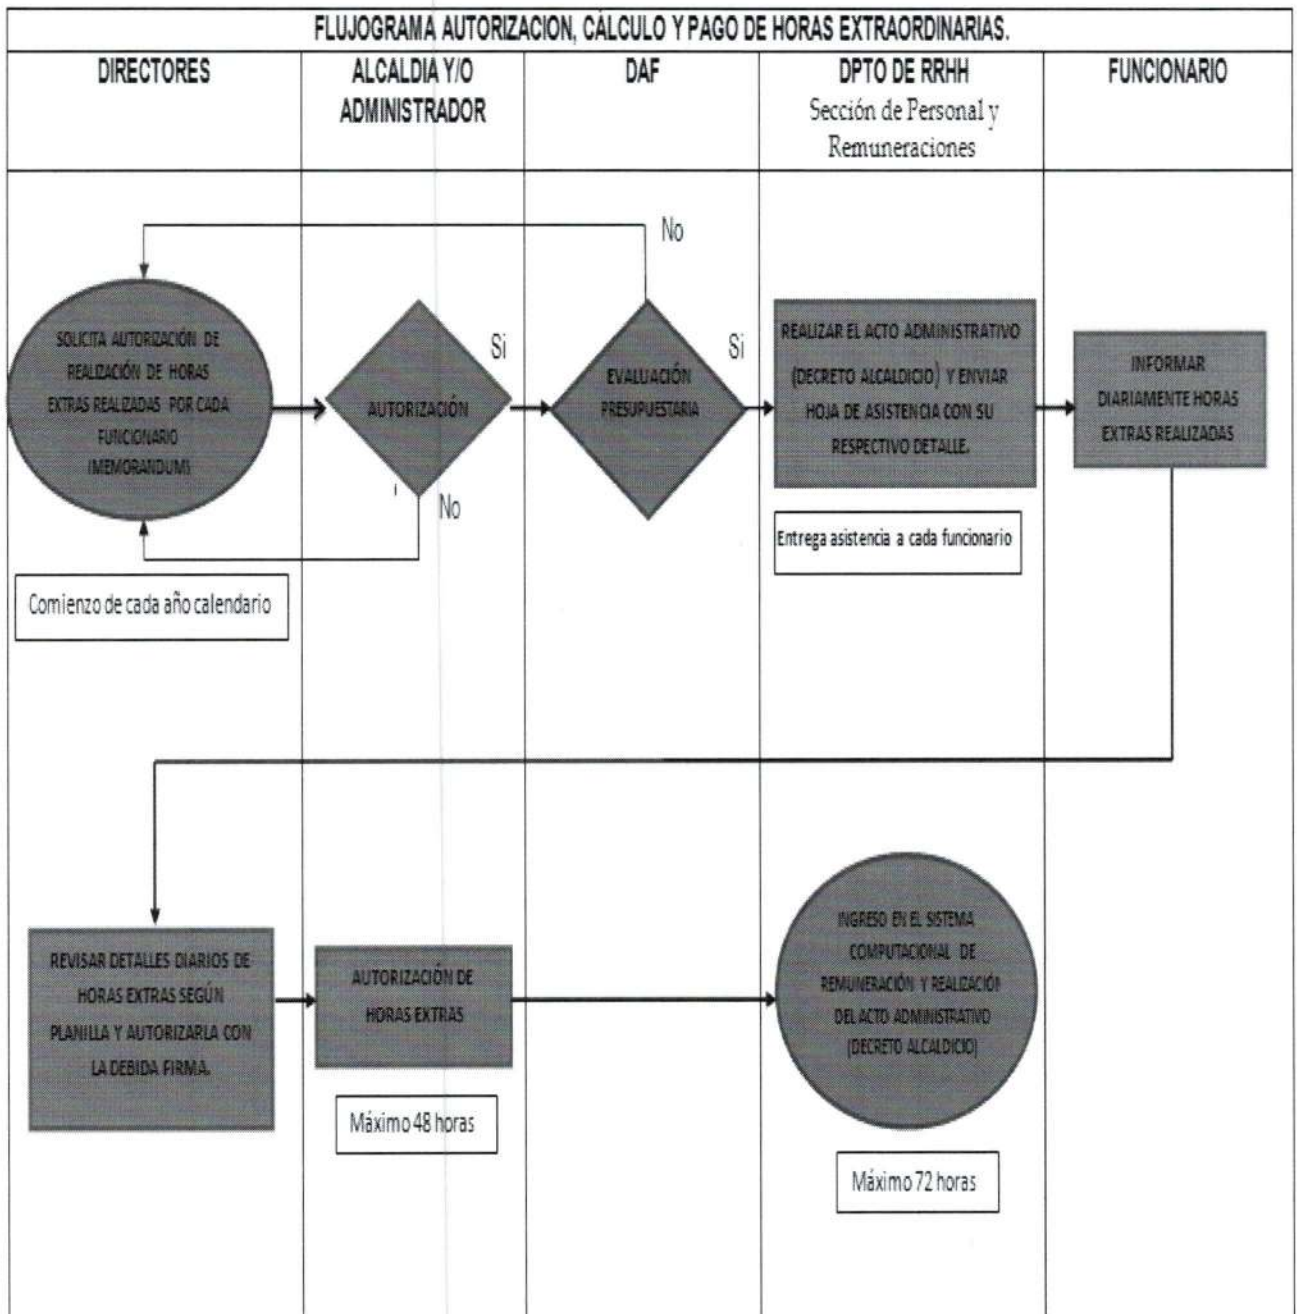 FLUJOGRAMA AUTORIZACION, CÁLCULO Y PAGO DE HORAS EXTRAORDINARIAS.
DIRECTORES
ALCALDIA Y/O
ADMINISTRADOR
DAF
DPTO DE RRHH
Sección de Personal y
Remuneraciones
FUNCIONARIO
No
SOLICITA AUTORIZACIÓN DE
REALIZACIÓN DE HORAS
EXTRAS REALIZADAS POR CADA
FUNCIONARIO
(MEMORANDUM)
AUTORIZACIÓN
Si
No
EVALUACIÓN
PRESUPUESTARIA
Si
REALIZAR EL ACTO ADMINISTRATIVO
(DECRETO ALCALDICIO) Y ENVIAR
HOJA DE ASISTENCIA CON SU
RESPECTIVO DETALLE.
INFORMAR
DIARIAMENTE HORAS
EXTRAS REALIZADAS
Entrega asistencia a cada funcionario
Comienzo de cada año calendario
REVISAR DETALLES DIARIOS DE
HORAS EXTRAS SEGÚN
PLANILLA Y AUTORIZARLA CON
LA DEBIDA FIRMA.
AUTORIZACIÓN DE
HORAS EXTRAS
Máximo 48 horas
INGRESO EN EL SISTEMA
COMPUTACIONAL DE
REMUNERACIÓN Y REALIZACIÓN
DEL ACTO ADMINISTRATIVO
(DECRETO ALCALDICIO)
Máximo 72 horas